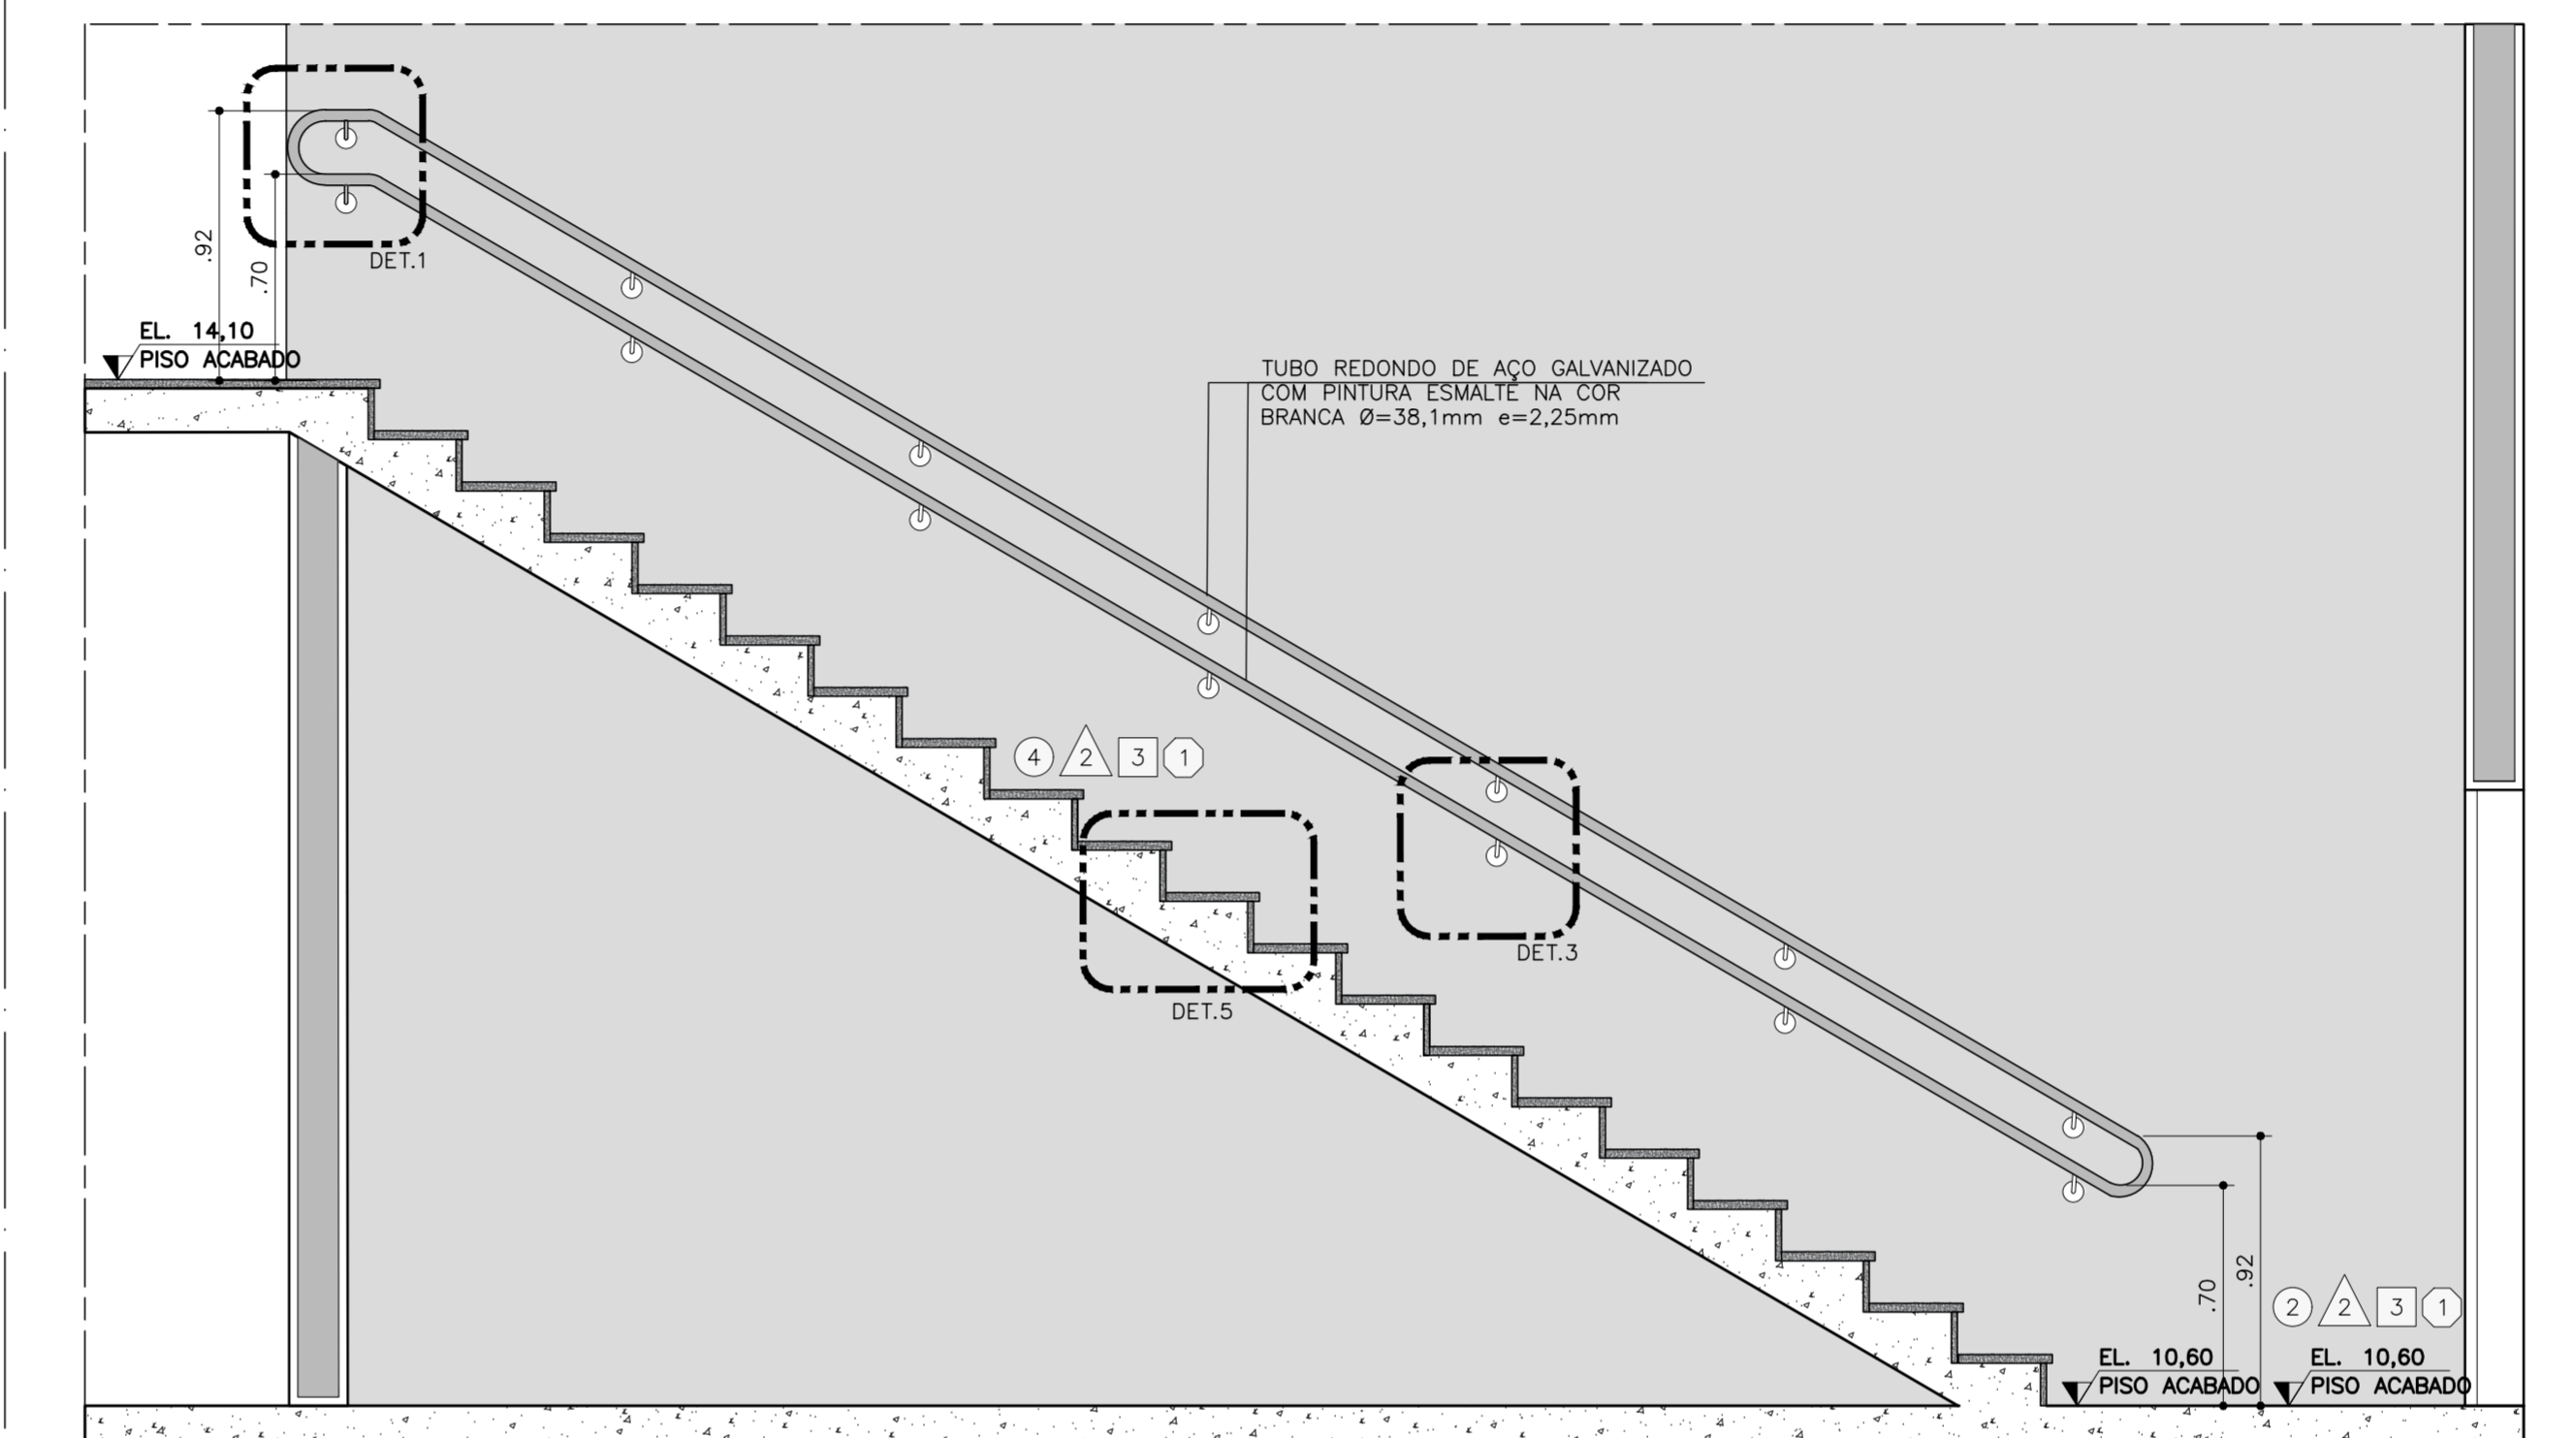 .92
.70
DET.1
EL. 14,10
PISO ACABADO
TUBO REDONDO DE AÇO GALVANIZADO
COM PINTURA ESMALTE NA COR
BRANCA Ø=38,1mm e=2,25mm
4 2 3 1
DET.3
DET.5
.70
.92
2 2 3 1
EL. 10,60
PISO ACABADO
EL. 10,60
PISO ACABADO